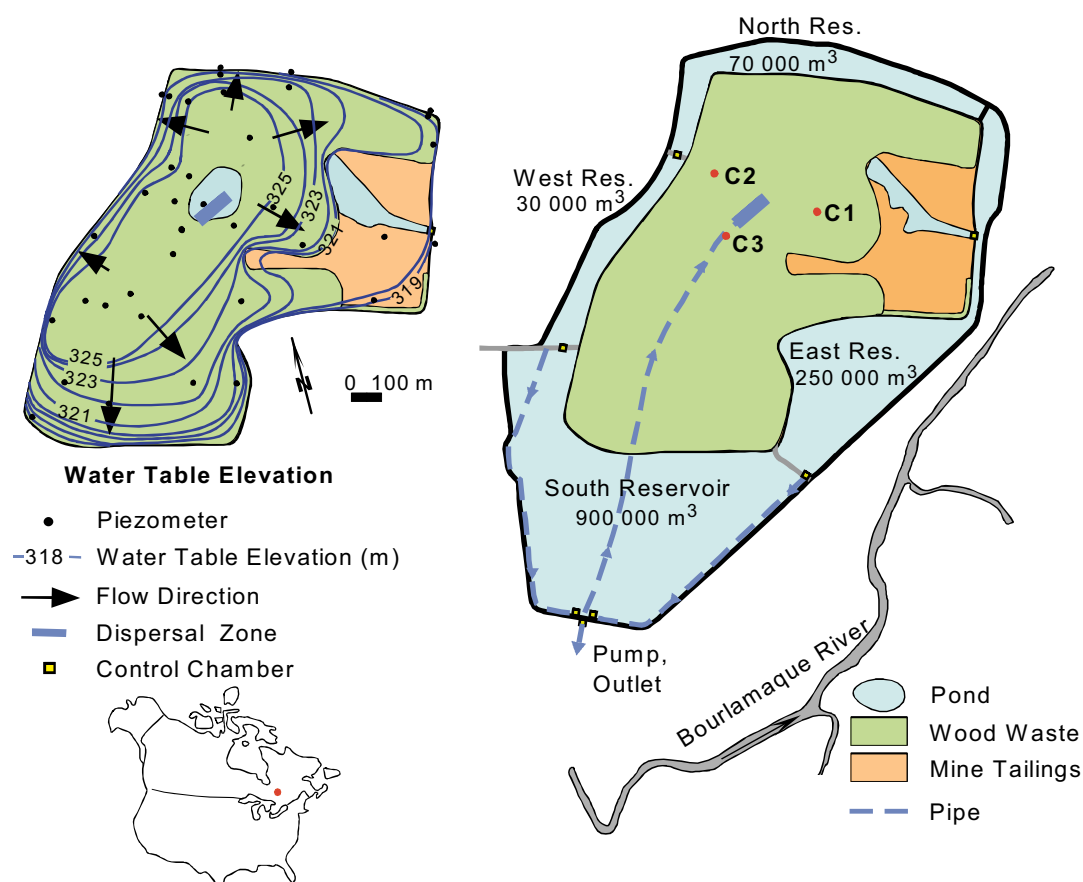 325
323
321
319
325
323
321
N
0 100 m
Water Table Elevation
Piezometer
318 Water Table Elevation (m)
Flow Direction
Dispersal Zone
Control Chamber
North Res.
70 000 m³
West Res.
30 000 m³
C2
C1
C3
East Res.
250 000 m³
South Reservoir
900 000 m³
Pump,
Outlet
Bourlamaque River
Pond
Wood Waste
Mine Tailings
Pipe